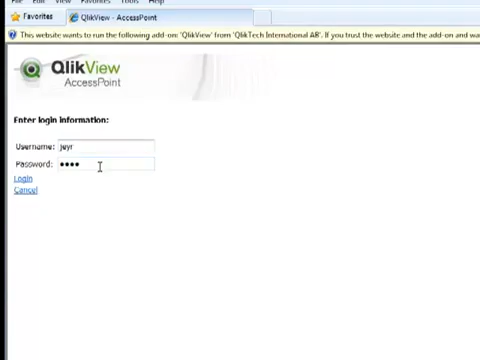 File Edit View Favorites Tools Help
Favorites QlikView - AccessPoint
This website wants to run the following add-on: 'QlikView' from 'QlikTech International AB'. If you trust the website and the add-on and
QlikView
AccessPoint
Enter login information:
Username: jeyr
Password: ••••
Login
Cancel